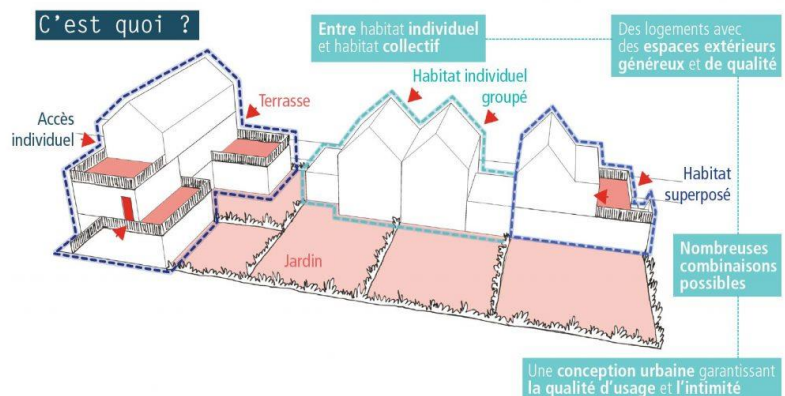 C'est quoi ?
Entre habitat individuel
et habitat collectif
Des logements avec
des espaces extérieurs
généreux et de qualité
Habitat individuel
groupé
Terrasse
Accès
individuel
Habitat
superposé
Jardin
Nombreuses
combinaisons
possibles
Une conception urbaine garantissant
la qualité d'usage et l'intimité